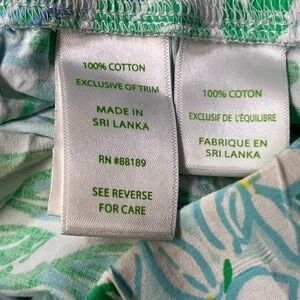 100% COTTON
EXCLUSIVE OF TRIM
MADE IN
SRI LANKA
RN #88189
SEE REVERSE
FOR CARE
100% COTON
EXCLUSIF DE L'ÉQUILIBRE
FABRIQUE EN
SRI LANKA